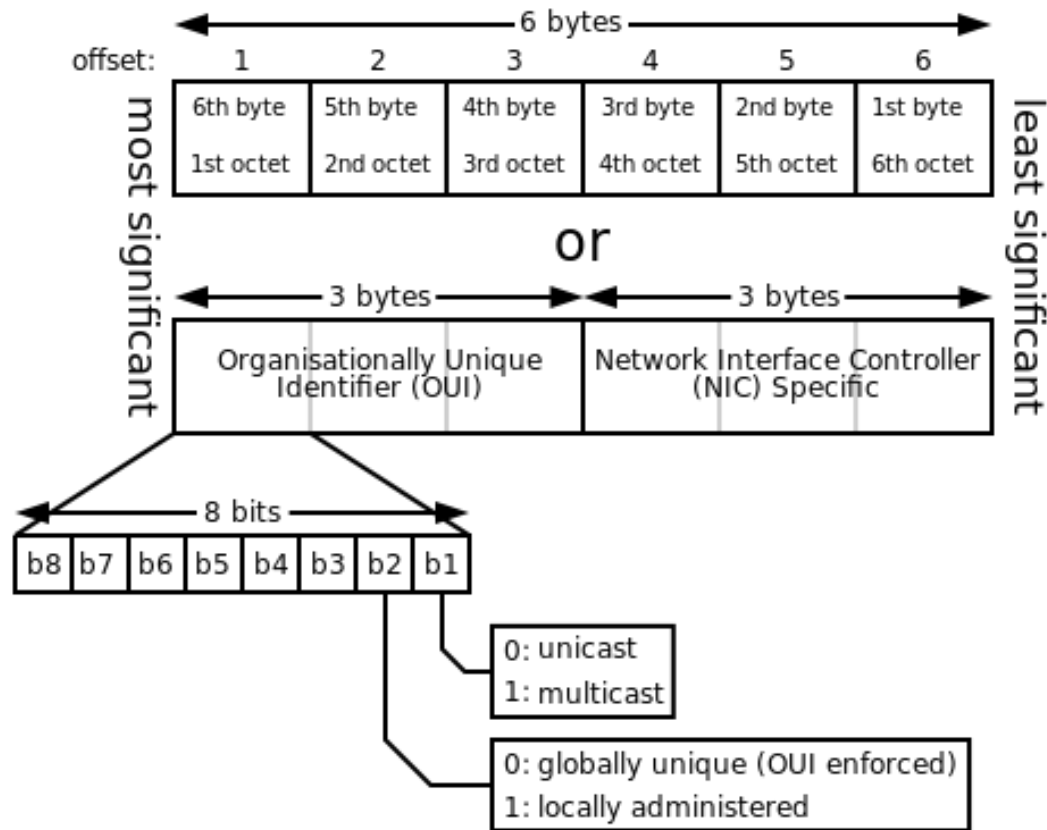 6 bytes
offset: 1 2 3 4 5 6
most significant
6th byte 5th byte 4th byte 3rd byte 2nd byte 1st byte
1st octet 2nd octet 3rd octet 4th octet 5th octet 6th octet
least significant
or
3 bytes 3 bytes
Organisationally Unique
Identifier (OUI)
Network Interface Controller
(NIC) Specific
8 bits
b8 b7 b6 b5 b4 b3 b2 b1
0: unicast
1: multicast
0: globally unique (OUI enforced)
1: locally administered